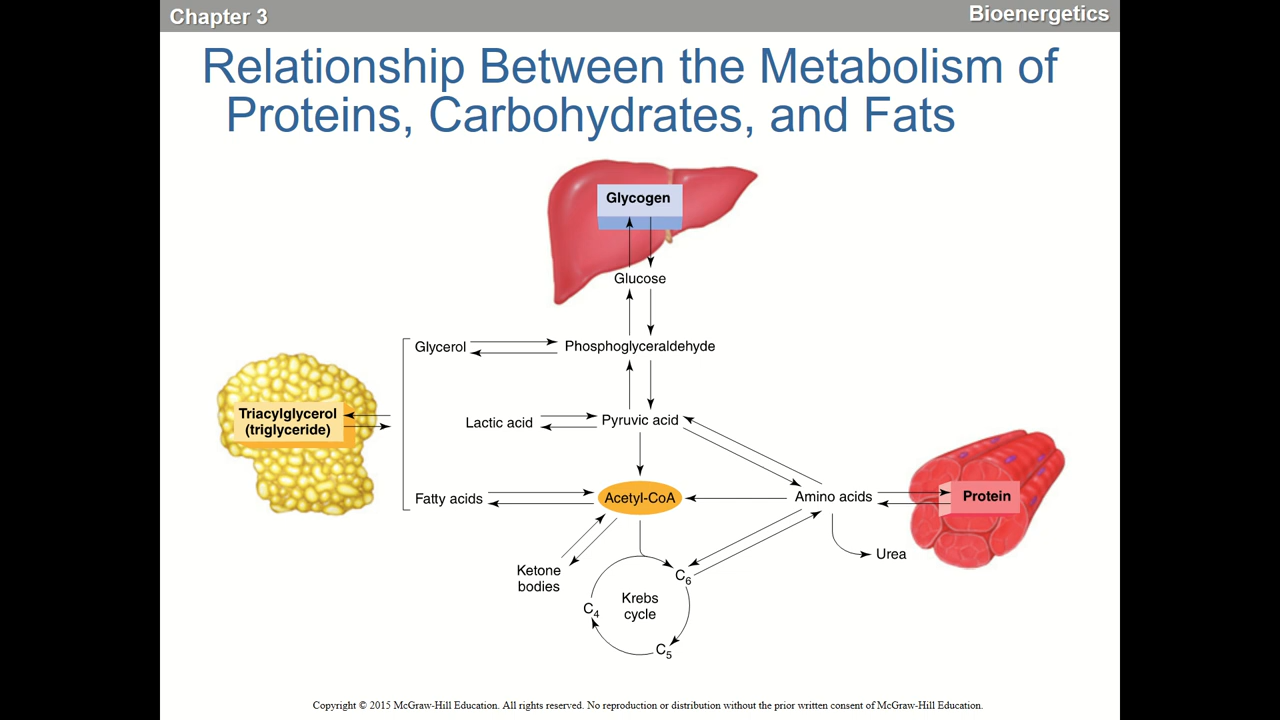 Chapter 3
Bioenergetics
Relationship Between the Metabolism of
Proteins, Carbohydrates, and Fats
Glycogen
Glucose
Glycerol
Phosphoglyceraldehyde
Triacylglycerol
(triglyceride)
Lactic acid
Pyruvic acid
Fatty acids
Acetyl-CoA
Amino acids
Protein
Urea
Ketone
bodies
C6
Krebs
cycle
C4
C5
Copyright © 2015 McGraw-Hill Education. All rights reserved. No reproduction or distribution without the prior written consent of McGraw-Hill Education.